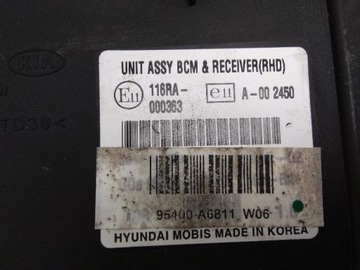 KIA
TD30<
UNIT ASSY BCM & RECEIVER(RHD)
E11 116RA-
000363
e11 A-00 2450
95400-A6811 W06
HYUNDAI MOBIS MADE IN KOREA